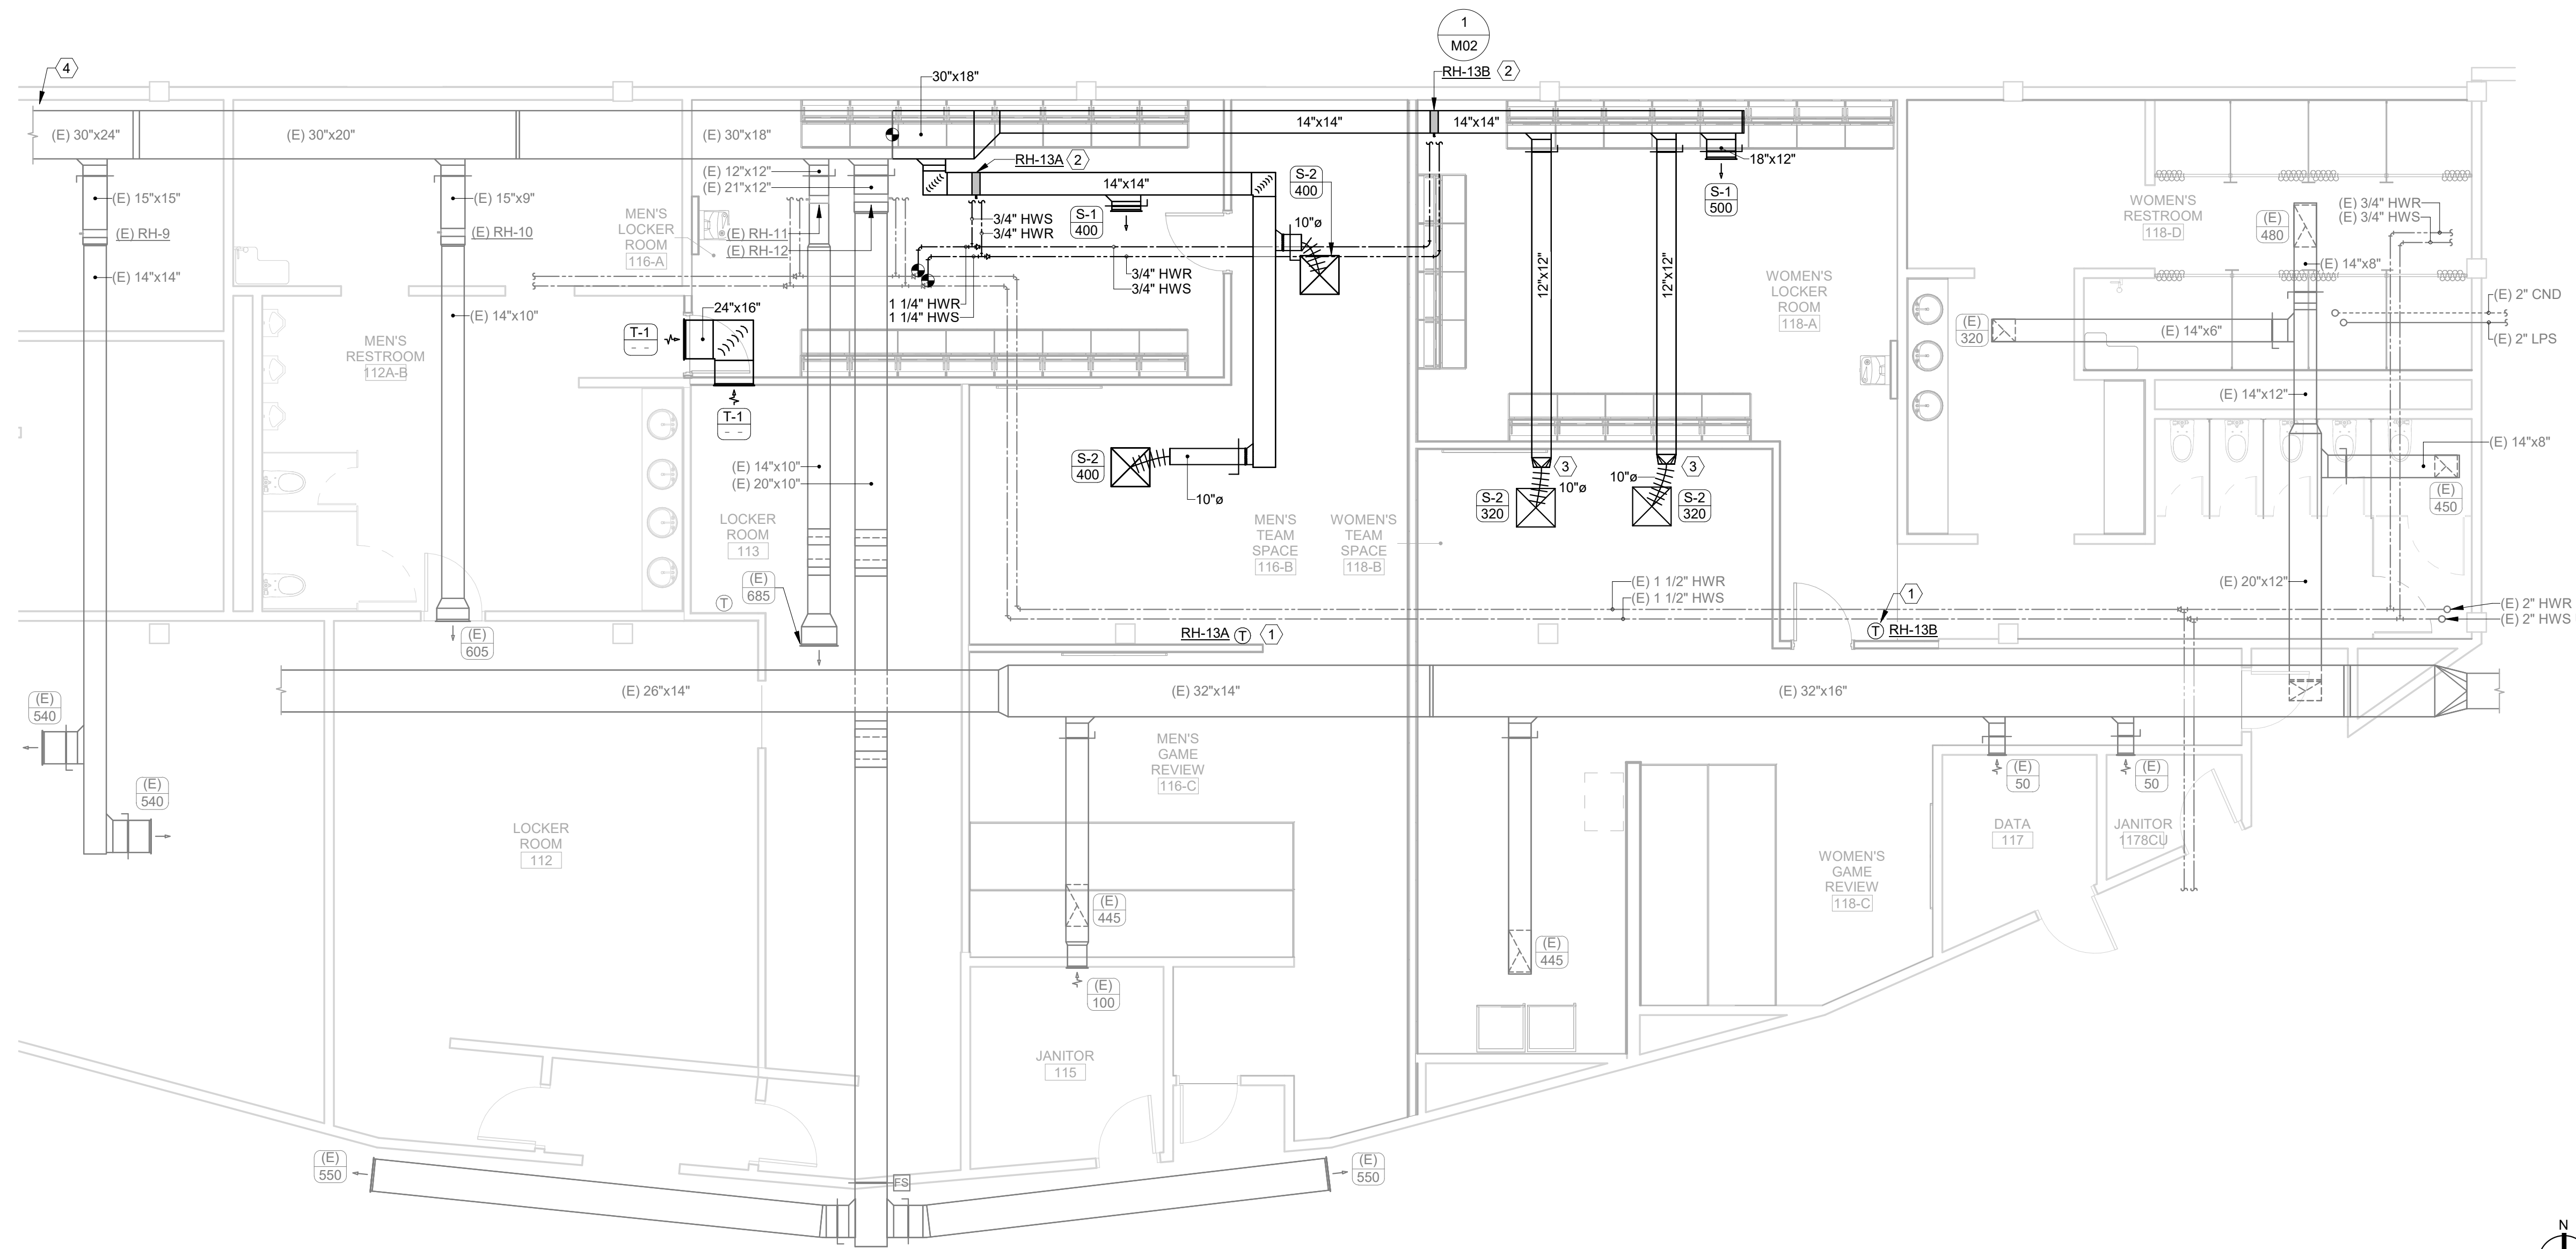 1
M02
4
30"x18"
RH-13B
2
(E) 30"x24"
(E) 30"x20"
(E) 30"x18"
14"x14"
14"x14"
RH-13A
2
18"x12"
(E) 12"x12"
(E) 21"x12"
14"x14"
S-2
400
S-1
500
(E) 15"x15"
(E) 15"x9"
MEN'S
LOCKER
ROOM
116-A
3/4" HWS
3/4" HWR
S-1
400
10"ø
WOMEN'S
RESTROOM
118-D
(E)
480
(E) 3/4" HWR
(E) 3/4" HWS
(E) RH-9
(E) RH-10
(E) RH-11
(E) RH-12
(E) 14"x14"
3/4" HWR
3/4" HWS
12"x12"
12"x12"
WOMEN'S
LOCKER
ROOM
118-A
(E) 14"x8"
(E) 2" CND
1 1/4" HWR
1 1/4" HWS
24"x16"
(E) 14"x10"
T-1
- -
(E)
320
(E) 14"x6"
(E) 2" LPS
MEN'S
RESTROOM
112A-B
T-1
- -
(E) 14"x12"
(E) 14"x10"
(E) 20"x10"
S-2
400
10"ø
3
10"ø
S-2
320
10"ø
3
S-2
320
(E) 14"x8"
(E)
450
LOCKER
ROOM
113
MEN'S
TEAM
SPACE
116-B
WOMEN'S
TEAM
SPACE
118-B
(E)
685
T
(E) 1 1/2" HWR
(E) 1 1/2" HWS
(E) 20"x12"
1
(E) 2" HWR
(E) 2" HWS
(E)
605
RH-13A
T
1
T
RH-13B
(E) 26"x14"
(E) 32"x14"
(E) 32"x16"
(E)
540
(E)
540
MEN'S
GAME
REVIEW
116-C
(E)
50
(E)
50
LOCKER
ROOM
112
DATA
117
JANITOR
1178CU
WOMEN'S
GAME
REVIEW
118-C
(E)
445
(E)
445
(E)
100
JANITOR
115
(E)
550
FS
(E)
550
N